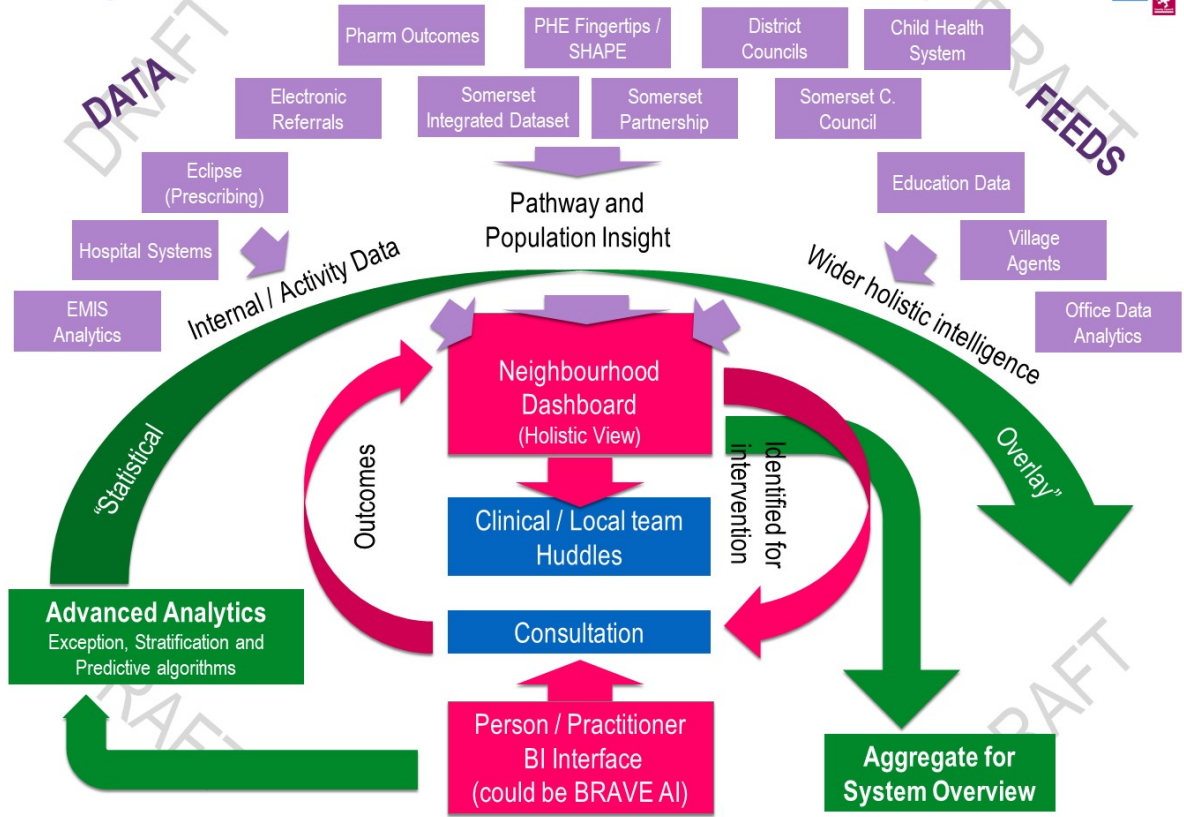 DRAFT
DRAFT
DATA
FEEDS
Pharm Outcomes
PHE Fingertips /
SHAPE
District
Councils
Child Health
System
Electronic
Referrals
Somerset
Integrated Dataset
Somerset
Partnership
Somerset C.
Council
Eclipse
(Prescribing)
Education Data
Hospital Systems
Village
Agents
EMIS
Analytics
Office Data
Analytics
Internal / Activity Data
Pathway and
Population Insight
Wider holistic intelligence
"Statistical
Overlay"
Neighbourhood
Dashboard
(Holistic View)
Outcomes
Identified for
intervention
Clinical / Local team
Huddles
Consultation
Advanced Analytics
Exception, Stratification and
Predictive algorithms
Person / Practitioner
BI Interface
(could be BRAVE AI)
Aggregate for
System Overview
DRAFT
DRAFT